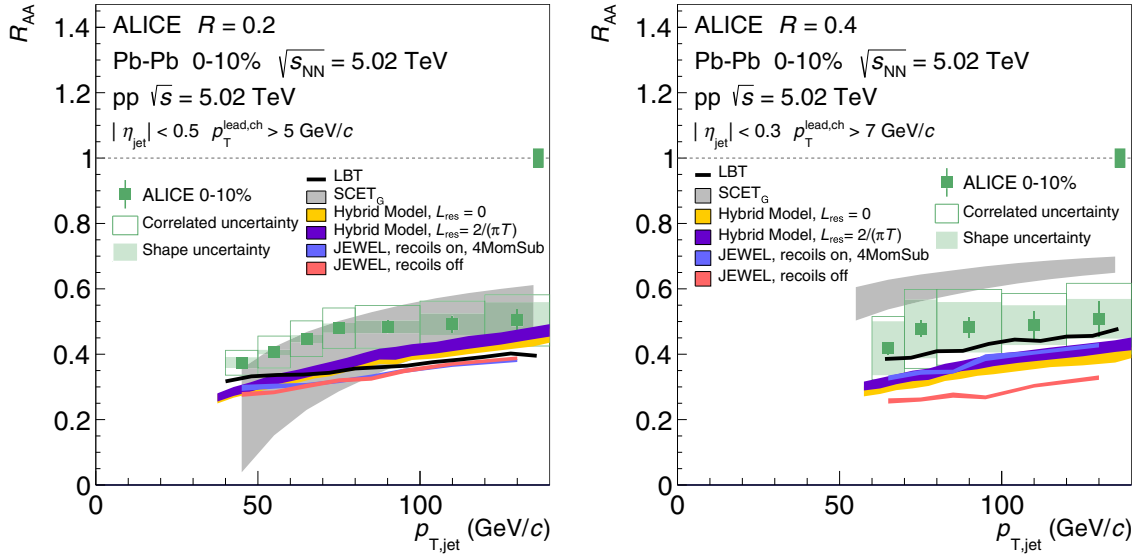 R_AA
1.4
1.2
1
0.8
0.6
0.4
0.2
0
ALICE R = 0.2
Pb-Pb 0-10% √s_NN = 5.02 TeV
pp √s = 5.02 TeV
| η_jet | < 0.5 p_T^lead,ch > 5 GeV/c
ALICE 0-10%
Correlated uncertainty
Shape uncertainty
LBT
SCET_G
Hybrid Model, L_res = 0
Hybrid Model, L_res = 2/(πT)
JEWEL, recoils on, 4MomSub
JEWEL, recoils off
0 50 100
p_T,jet (GeV/c)
R_AA
1.4
1.2
1
0.8
0.6
0.4
0.2
0
ALICE R = 0.4
Pb-Pb 0-10% √s_NN = 5.02 TeV
pp √s = 5.02 TeV
| η_jet | < 0.3 p_T^lead,ch > 7 GeV/c
LBT
SCET_G
Hybrid Model, L_res = 0
Hybrid Model, L_res = 2/(πT)
JEWEL, recoils on, 4MomSub
JEWEL, recoils off
ALICE 0-10%
Correlated uncertainty
Shape uncertainty
0 50 100
p_T,jet (GeV/c)